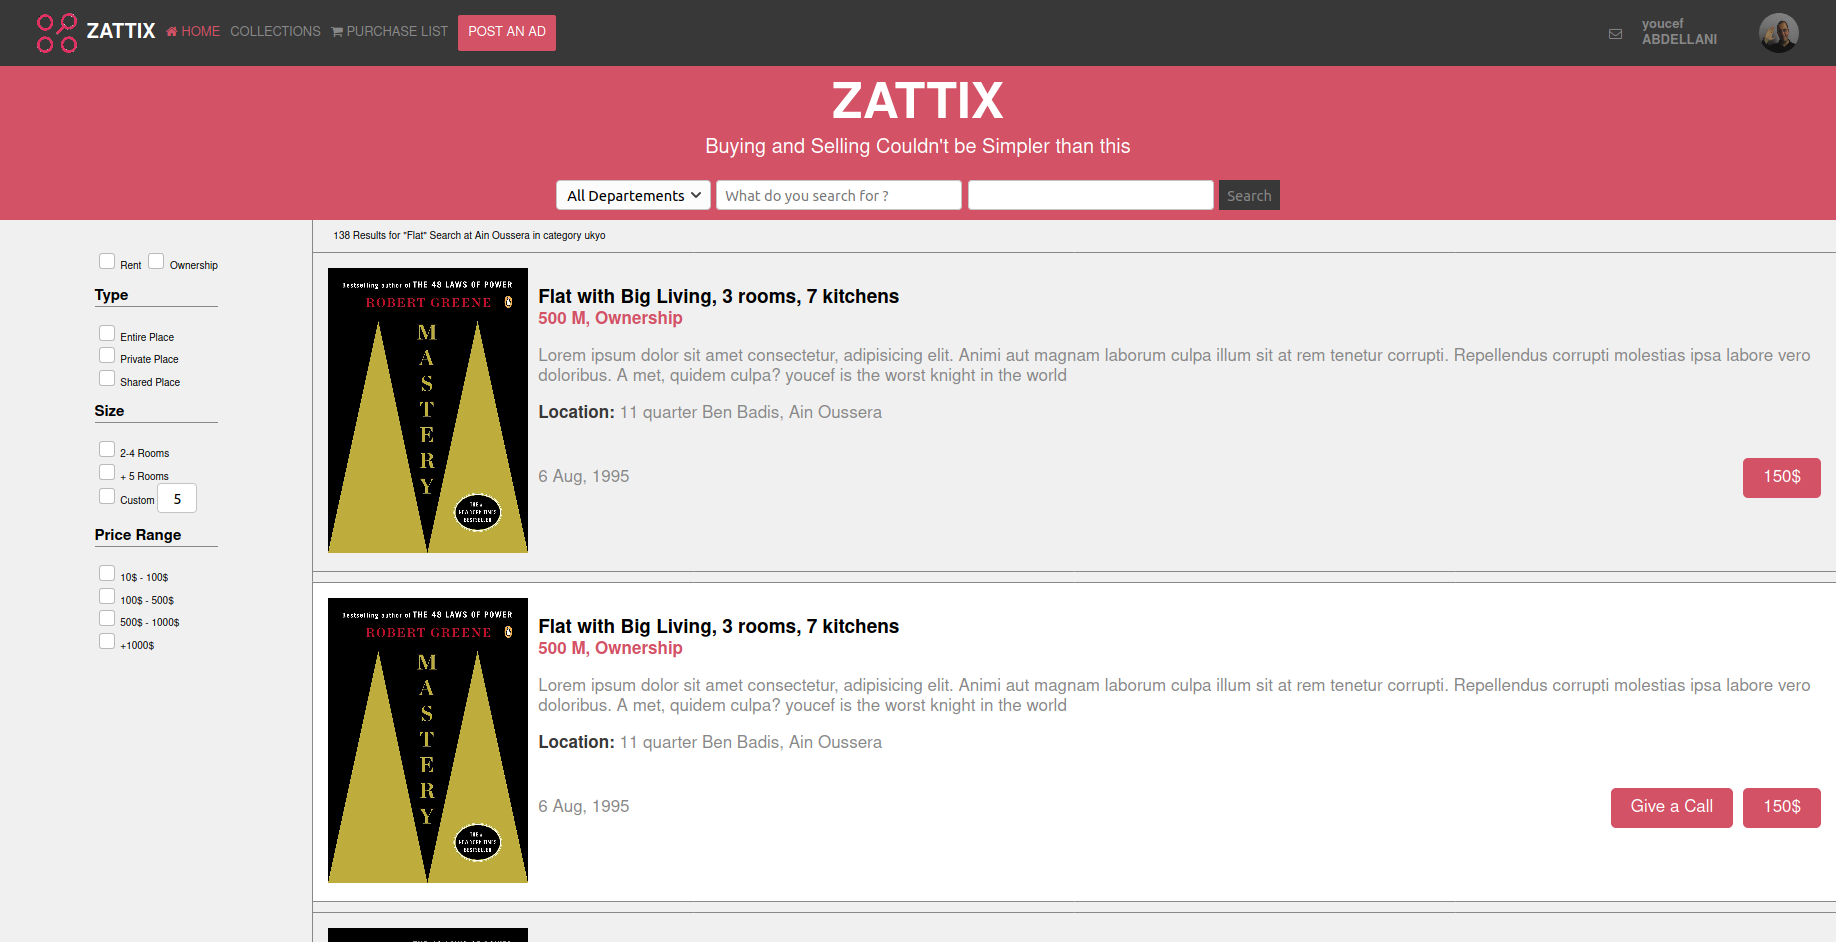 ZATTIX HOME COLLECTIONS PURCHASE LIST POST AN AD
youcef
ABDELLANI
ZATTIX
Buying and Selling Couldn't be Simpler than this
All Departements What do you search for ? Search
138 Results for "Flat" Search at Ain Oussera in category ukyo
Rent Ownership
Type
Entire Place
Private Place
Shared Place
Size
2-4 Rooms
+ 5 Rooms
Custom 5
Price Range
10$ - 100$
100$ - 500$
500$ - 1000$
+1000$
Bestselling author of THE 48 LAWS OF POWER
ROBERT GREENE
MASTERY
Flat with Big Living, 3 rooms, 7 kitchens
500 M, Ownership
Lorem ipsum dolor sit amet consectetur, adipisicing elit. Animi aut magnam laborum culpa illum sit at rem tenetur corrupti. Repellendus corrupti molestias ipsa labore vero
doloribus. A met, quidem culpa? youcef is the worst knight in the world
Location: 11 quarter Ben Badis, Ain Oussera
6 Aug, 1995
150$
Bestselling author of THE 48 LAWS OF POWER
ROBERT GREENE
MASTERY
Flat with Big Living, 3 rooms, 7 kitchens
500 M, Ownership
Lorem ipsum dolor sit amet consectetur, adipisicing elit. Animi aut magnam laborum culpa illum sit at rem tenetur corrupti. Repellendus corrupti molestias ipsa labore vero
doloribus. A met, quidem culpa? youcef is the worst knight in the world
Location: 11 quarter Ben Badis, Ain Oussera
6 Aug, 1995
Give a Call 150$